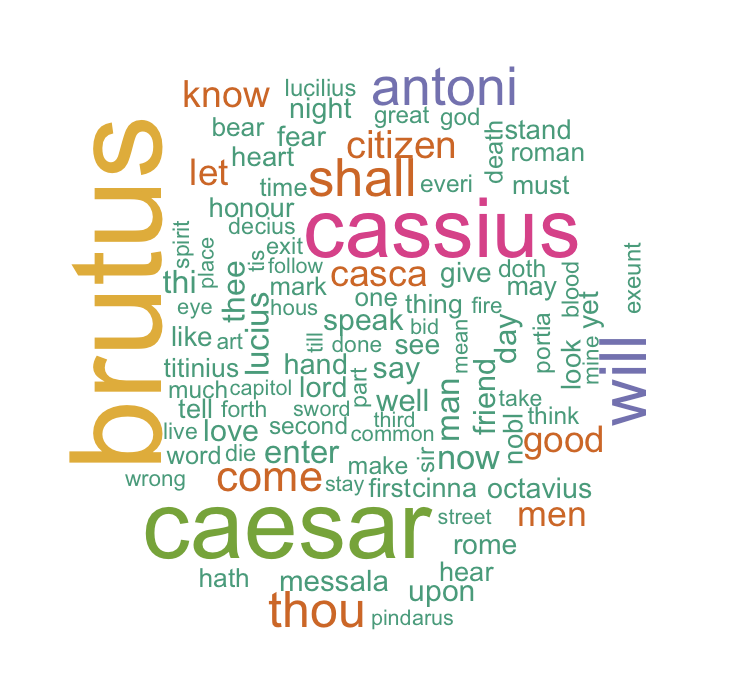 know
lucilius
antoni
night
great
god
bear
fear
citizen
death
stand
heart
roman
let
time
shall
everi
must
brutus
honour
cassius
decius
spirit
place
tis
exit
follow
casca
give
doth
exeunt
thi
thee
mark
may
blood
yet
eye
hous
one
thing
fire
lucius
speak
bid
day
portia
like
art
till
done
see
mean
look
mine
will
titinius
hand
say
much
capitol
lord
part
well
man
friend
take
tell
forth
sword
third
nobl
think
live
love
second
common
good
word
die
enter
make
sir
now
wrong
come
stay
first
cinna
octavius
caesar
street
men
rome
hath
messala
hear
upon
thou
pindarus